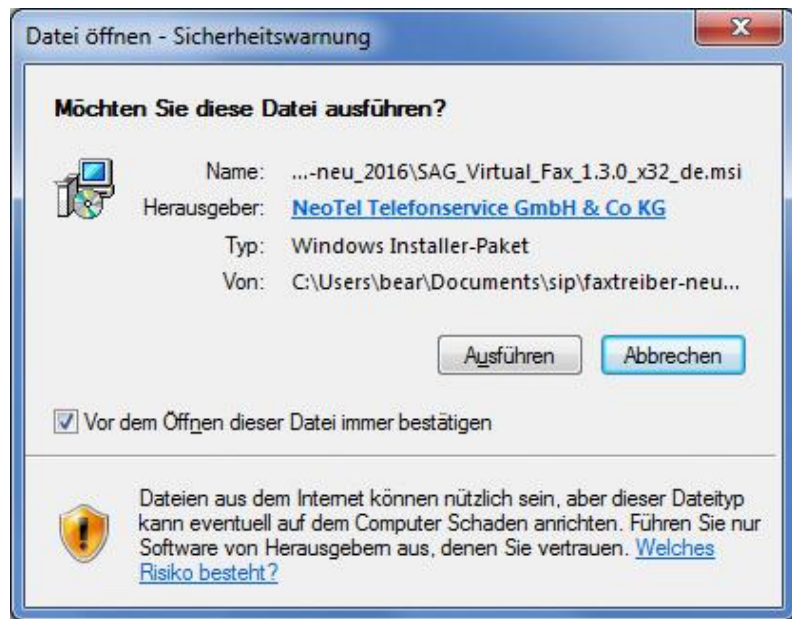 Datei öffnen - Sicherheitswarnung
Möchten Sie diese Datei ausführen?
Name: ...-neu_2016\SAG_Virtual_Fax_1.3.0_x32_de.msi
Herausgeber: NeoTel Telefonservice GmbH & Co KG
Typ: Windows Installer-Paket
Von: C:\Users\bear\Documents\sip\faxtreiber-neu...
Ausführen Abbrechen
Vor dem Öffnen dieser Datei immer bestätigen
Dateien aus dem Internet können nützlich sein, aber dieser Dateityp
kann eventuell auf dem Computer Schaden anrichten. Führen Sie nur
Software von Herausgebern aus, denen Sie vertrauen. Welches
Risiko besteht?